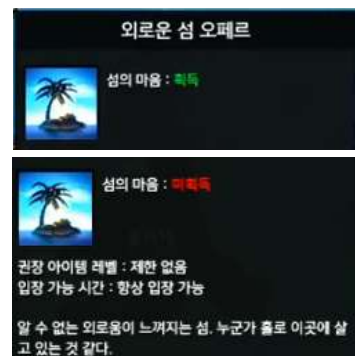 외로운 섬 오페르
섬의 마음 : 획득
섬의 마음 : 미획득
권장 아이템 레벨 : 제한 없음
입장 가능 시간 : 항상 입장 가능
알 수 없는 외로움이 느껴지는 섬. 누군가 홀로 이곳에 살
고 있는 것 같다.